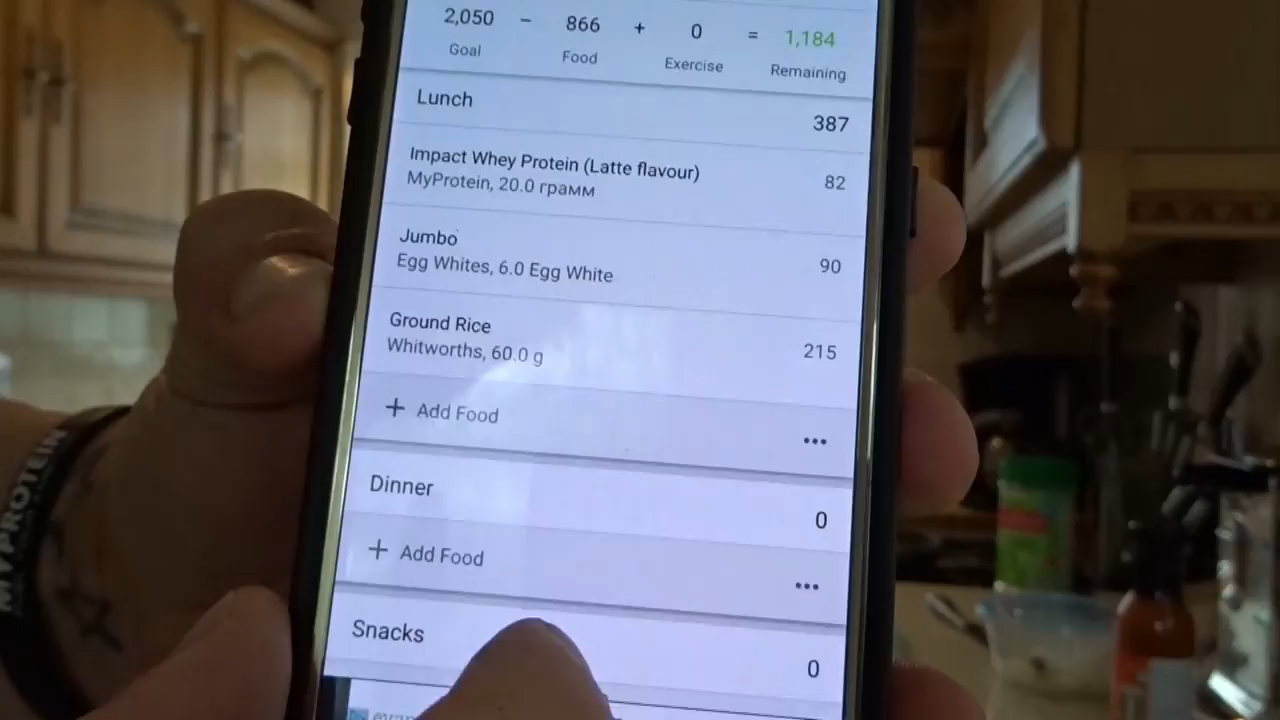 2,050 - 866 + 0 = 1,184
Goal Food Exercise Remaining
Lunch 387
Impact Whey Protein (Latte flavour) 82
MyProtein, 20.0 грамм
Jumbo 90
Egg Whites, 6.0 Egg White
Ground Rice 215
Whitworths, 60.0 g
+ Add Food
Dinner 0
+ Add Food
Snacks 0
MYPROTEIN